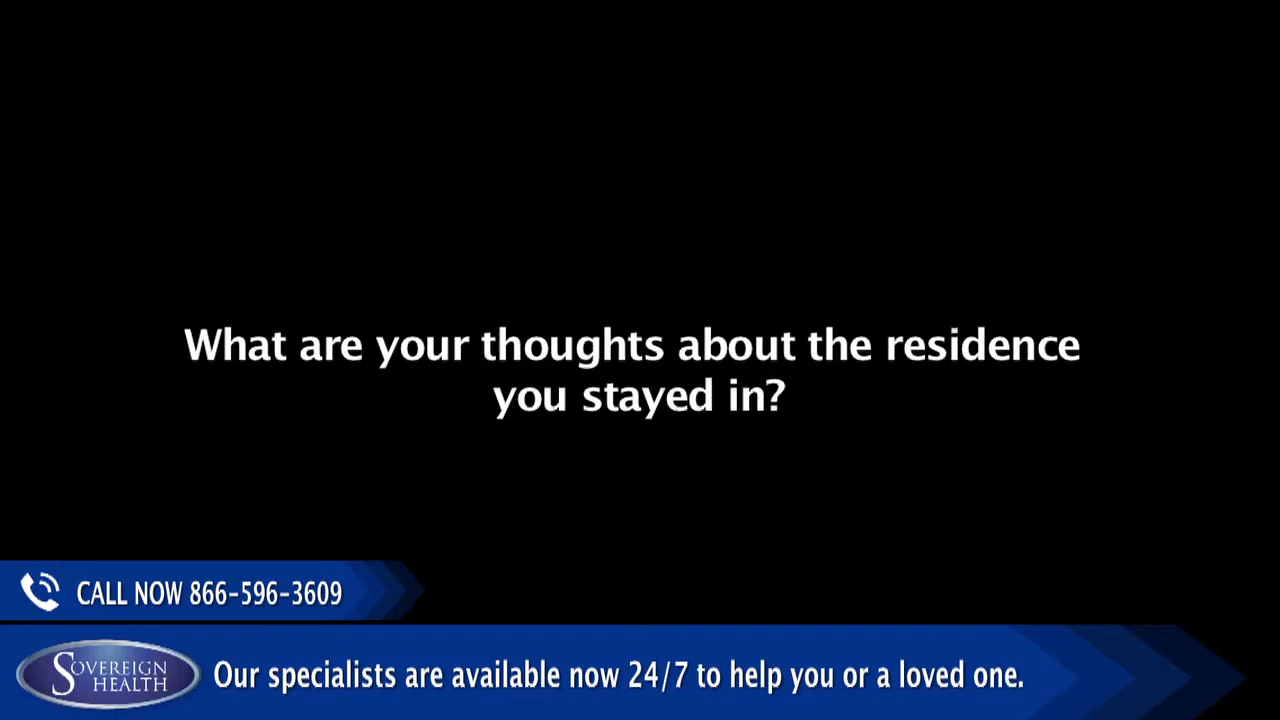 What are your thoughts about the residence
you stayed in?
CALL NOW 866-596-3609
SOVEREIGN
HEALTH
Our specialists are available now 24/7 to help you or a loved one.